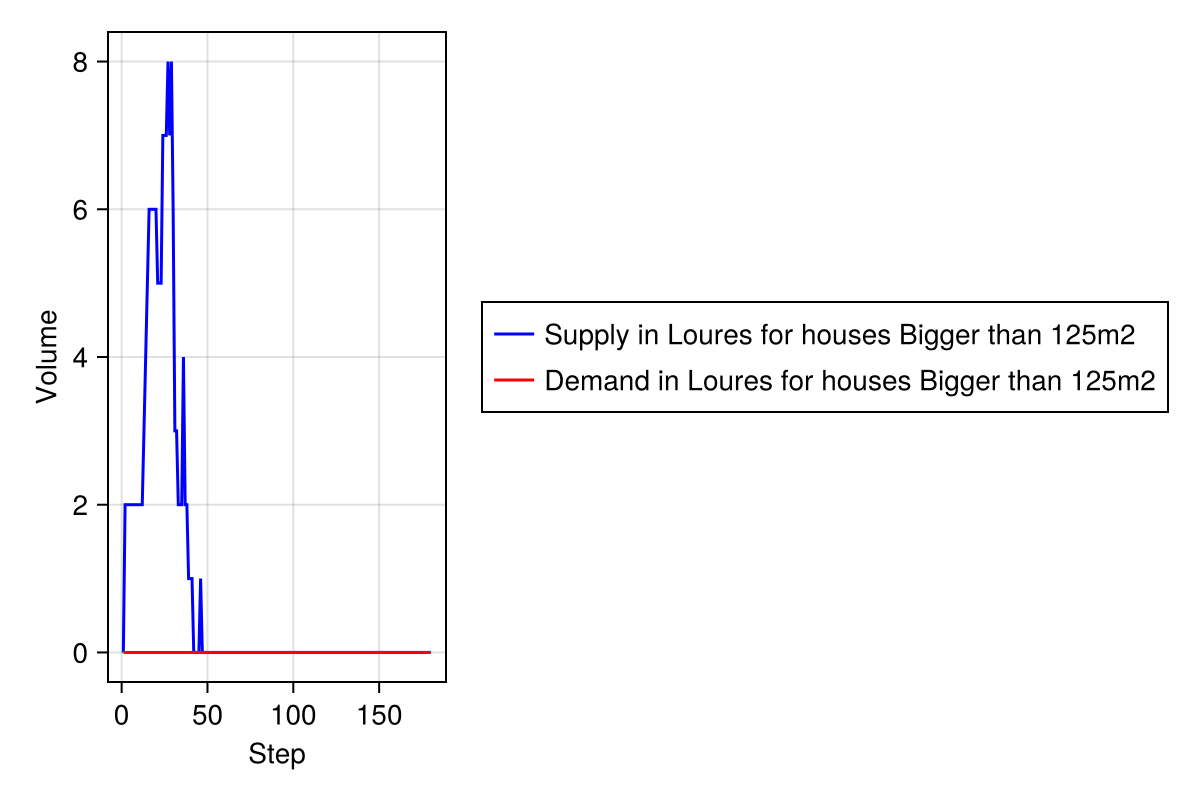 8
6
4
2
0
Volume
0 50 100 150
Step
Supply in Loures for houses Bigger than 125m2
Demand in Loures for houses Bigger than 125m2